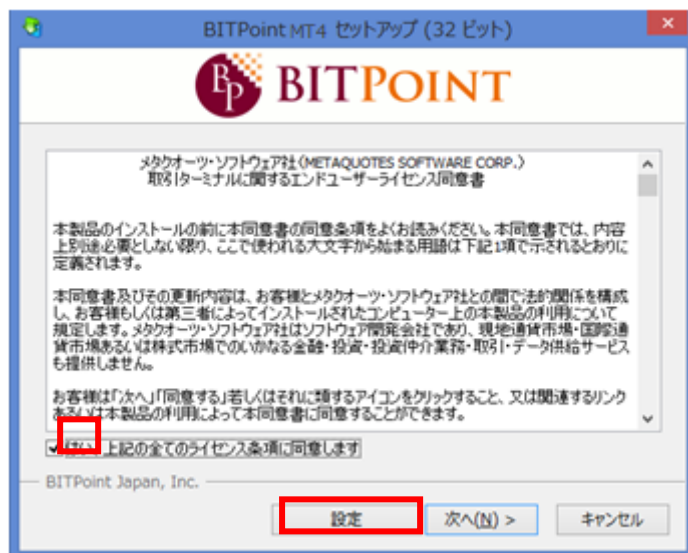 BITPoint MT4 セットアップ (32 ビット)
BP BITPOINT
メタクオーツ・ソフトウェア社(METAQUOTES SOFTWARE CORP.)
取引ターミナルに関するエンドユーザーライセンス同意書
本製品のインストールの前に本同意書の同意条項をよくお読みください。本同意書では、内容
上別途必要としない限り、ここで使われる大文字から始まる用語は下記1項で示されるとおりに
定義されます。
本同意書及びその更新内容は、お客様とメタクオーツ・ソフトウェア社との間で法的関係を構成
し、お客様もしくは第三者によってインストールされたコンピューター上の本製品の利用について
規定します。メタクオーツ・ソフトウェア社はソフトウェア開発会社であり、現地通貨市場・国際通
貨市場あるいは株式市場でのいかなる金融・投資・投資仲介業務・取引・データ供給サービス
も提供しません。
お客様は「次へ」「同意する」若しくはそれに類するアイコンをクリックすること、又は関連するリンク
あるいは本製品の利用によって本同意書に同意することができます。
はい、上記の全てのライセンス条項に同意します
BITPoint Japan, Inc.
設定 次へ(N) > キャンセル